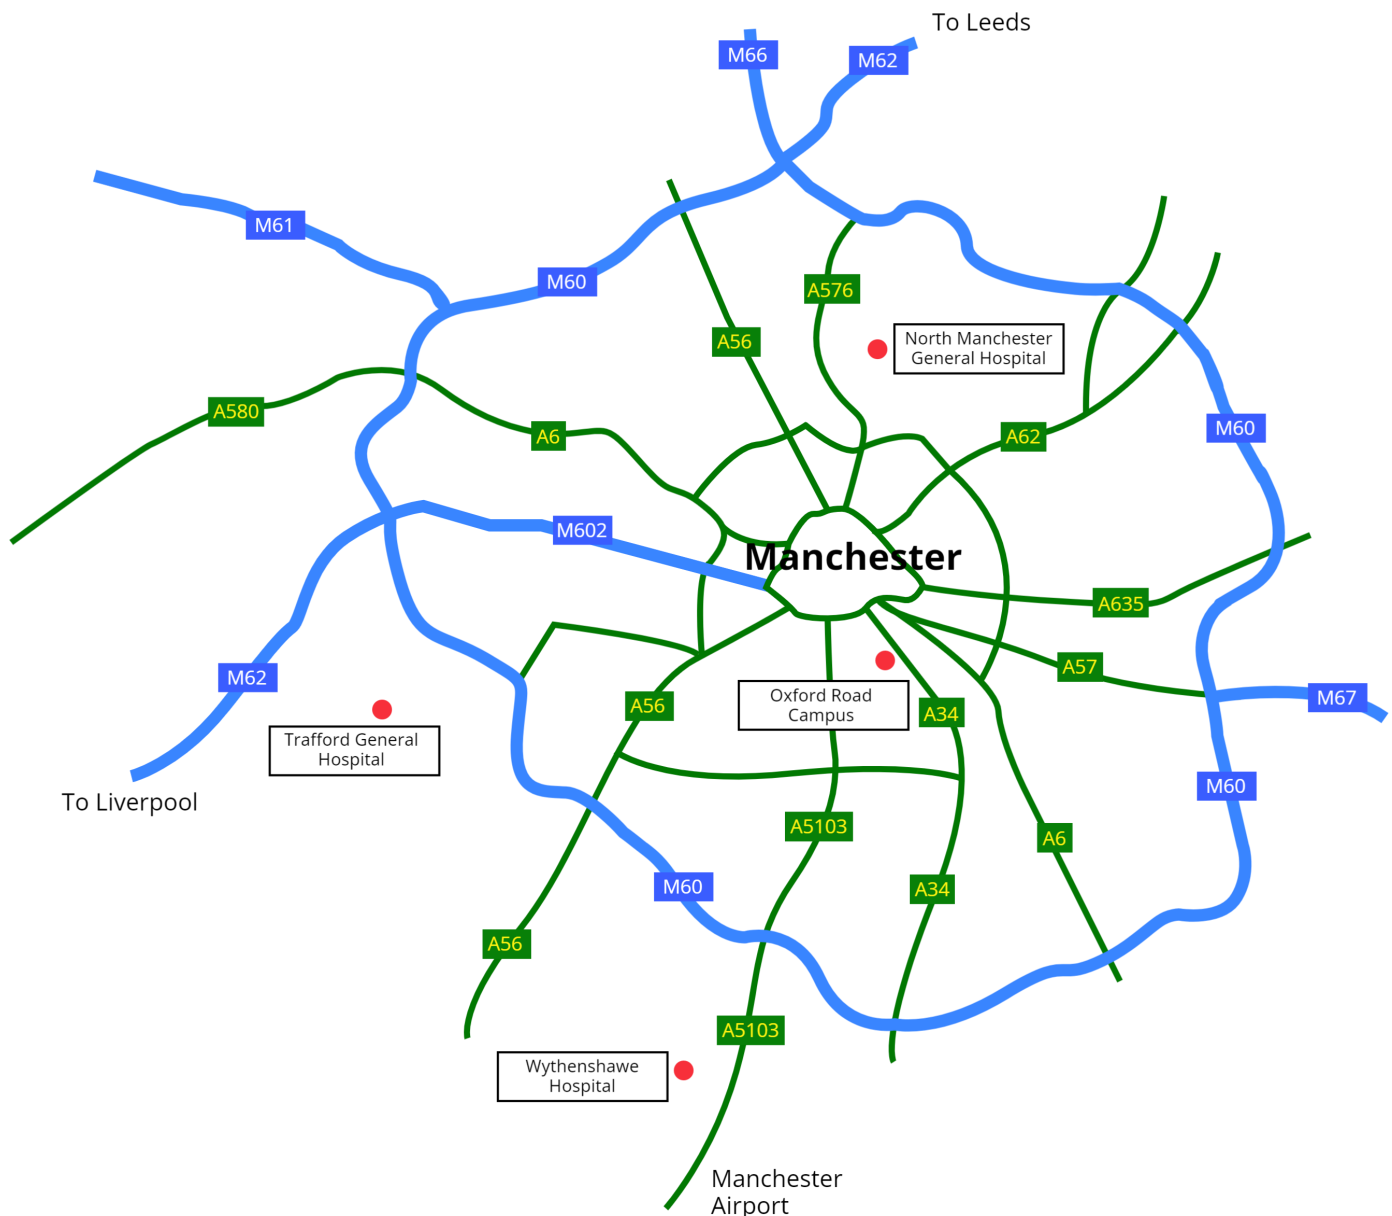 To Leeds
M66
M62
M61
M60
A576
A56
North Manchester
General Hospital
A580
A6
A62
M60
M602
Manchester
A635
M62
A57
M67
Oxford Road
Campus
A56
A34
Trafford General
Hospital
M60
To Liverpool
A5103
A6
M60
A34
A56
A5103
Wythenshawe
Hospital
Manchester
Airport